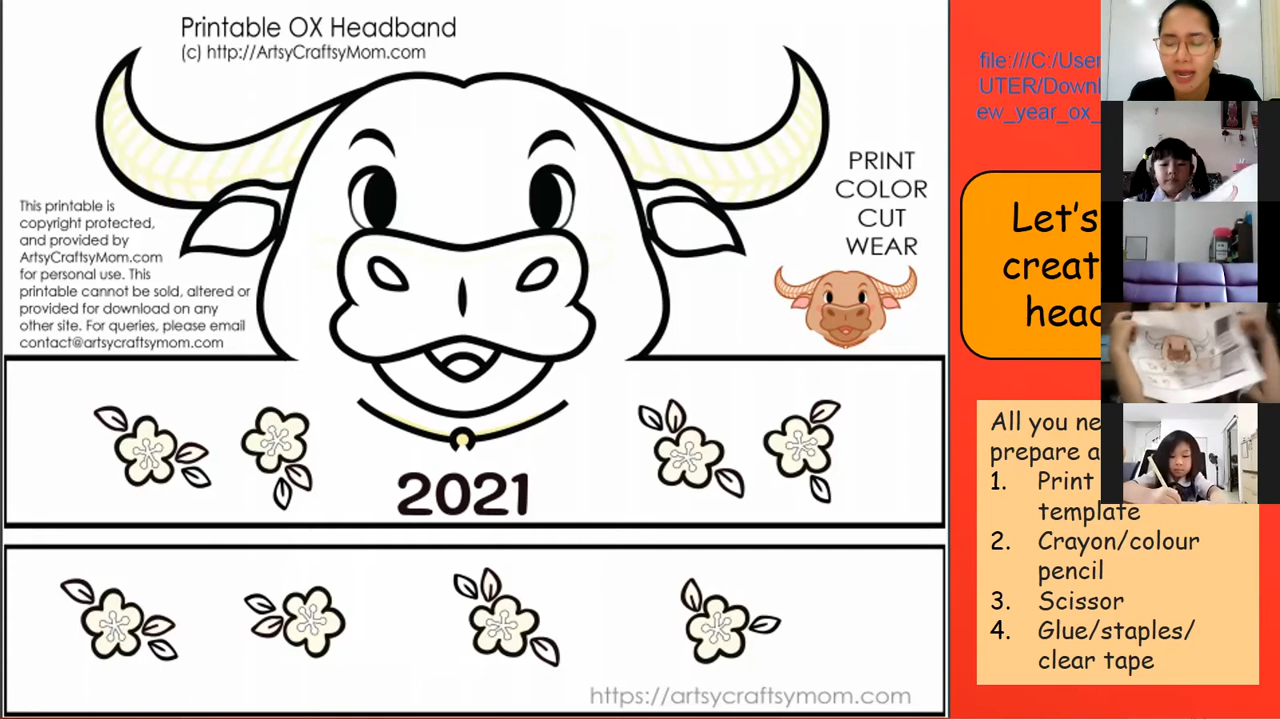 Printable OX Headband
(c) http://ArtsyCraftsyMom.com
This printable is
copyright protected,
and provided by
ArtsyCraftsyMom.com
for personal use. This
printable cannot be sold, altered or
provided for download on any
other site. For queries, please email
contact@artsycraftsymom.com
PRINT
COLOR
CUT
WEAR
2021
https://artsycraftsymom.com
file:///C:/User
UTER/Downl
ew_year_ox_
Let's
creat
head
All you ne
prepare a
1. Print
template
2. Crayon/colour
pencil
3. Scissor
4. Glue/staples/
clear tape